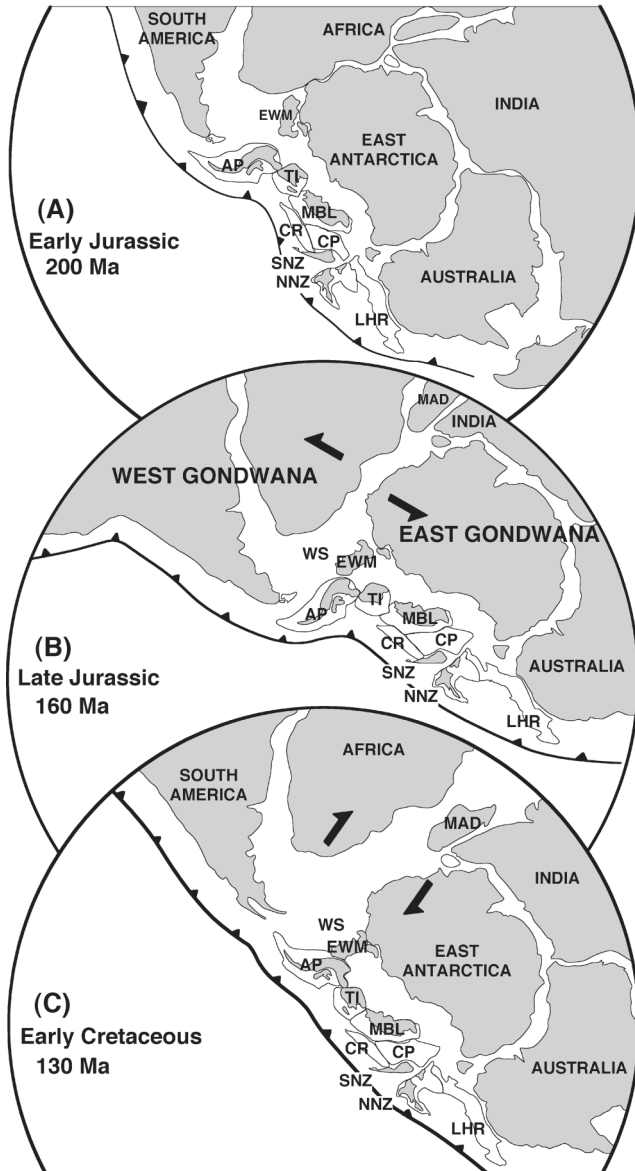 SOUTH
AMERICA
AFRICA
INDIA
EWM
EAST
ANTARCTICA
AP
TI
MBL
CR
CP
SNZ
NNZ
AUSTRALIA
LHR
(A)
Early Jurassic
200 Ma
MAD
INDIA
WEST GONDWANA
EAST GONDWANA
WS
EWM
TI
AP
MBL
CR
CP
SNZ
NNZ
AUSTRALIA
LHR
(B)
Late Jurassic
160 Ma
AFRICA
SOUTH
AMERICA
MAD
INDIA
WS
EWM
EAST
ANTARCTICA
AP
TI
MBL
CR
CP
SNZ
NNZ
AUSTRALIA
LHR
(C)
Early Cretaceous
130 Ma